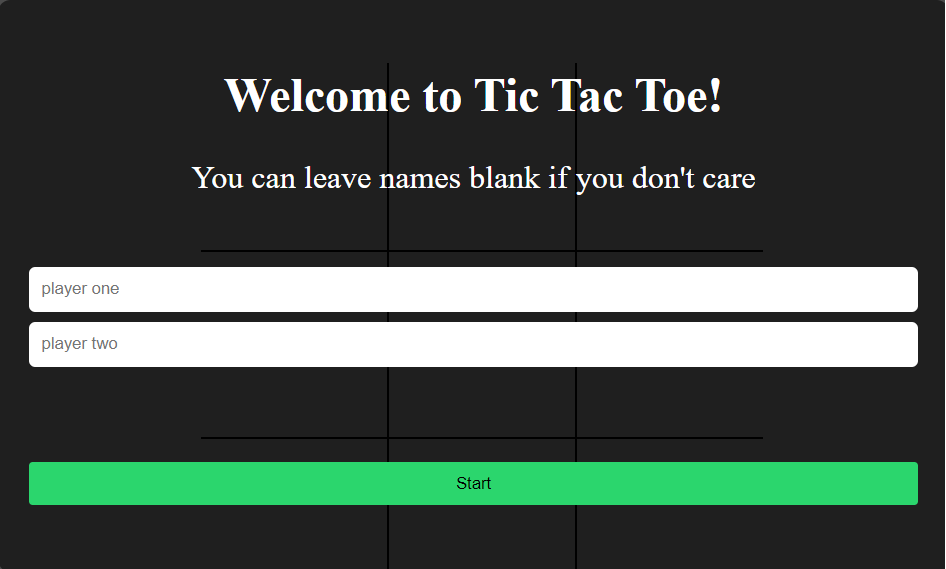 Welcome to Tic Tac Toe!
You can leave names blank if you don't care
player one
player two
Start